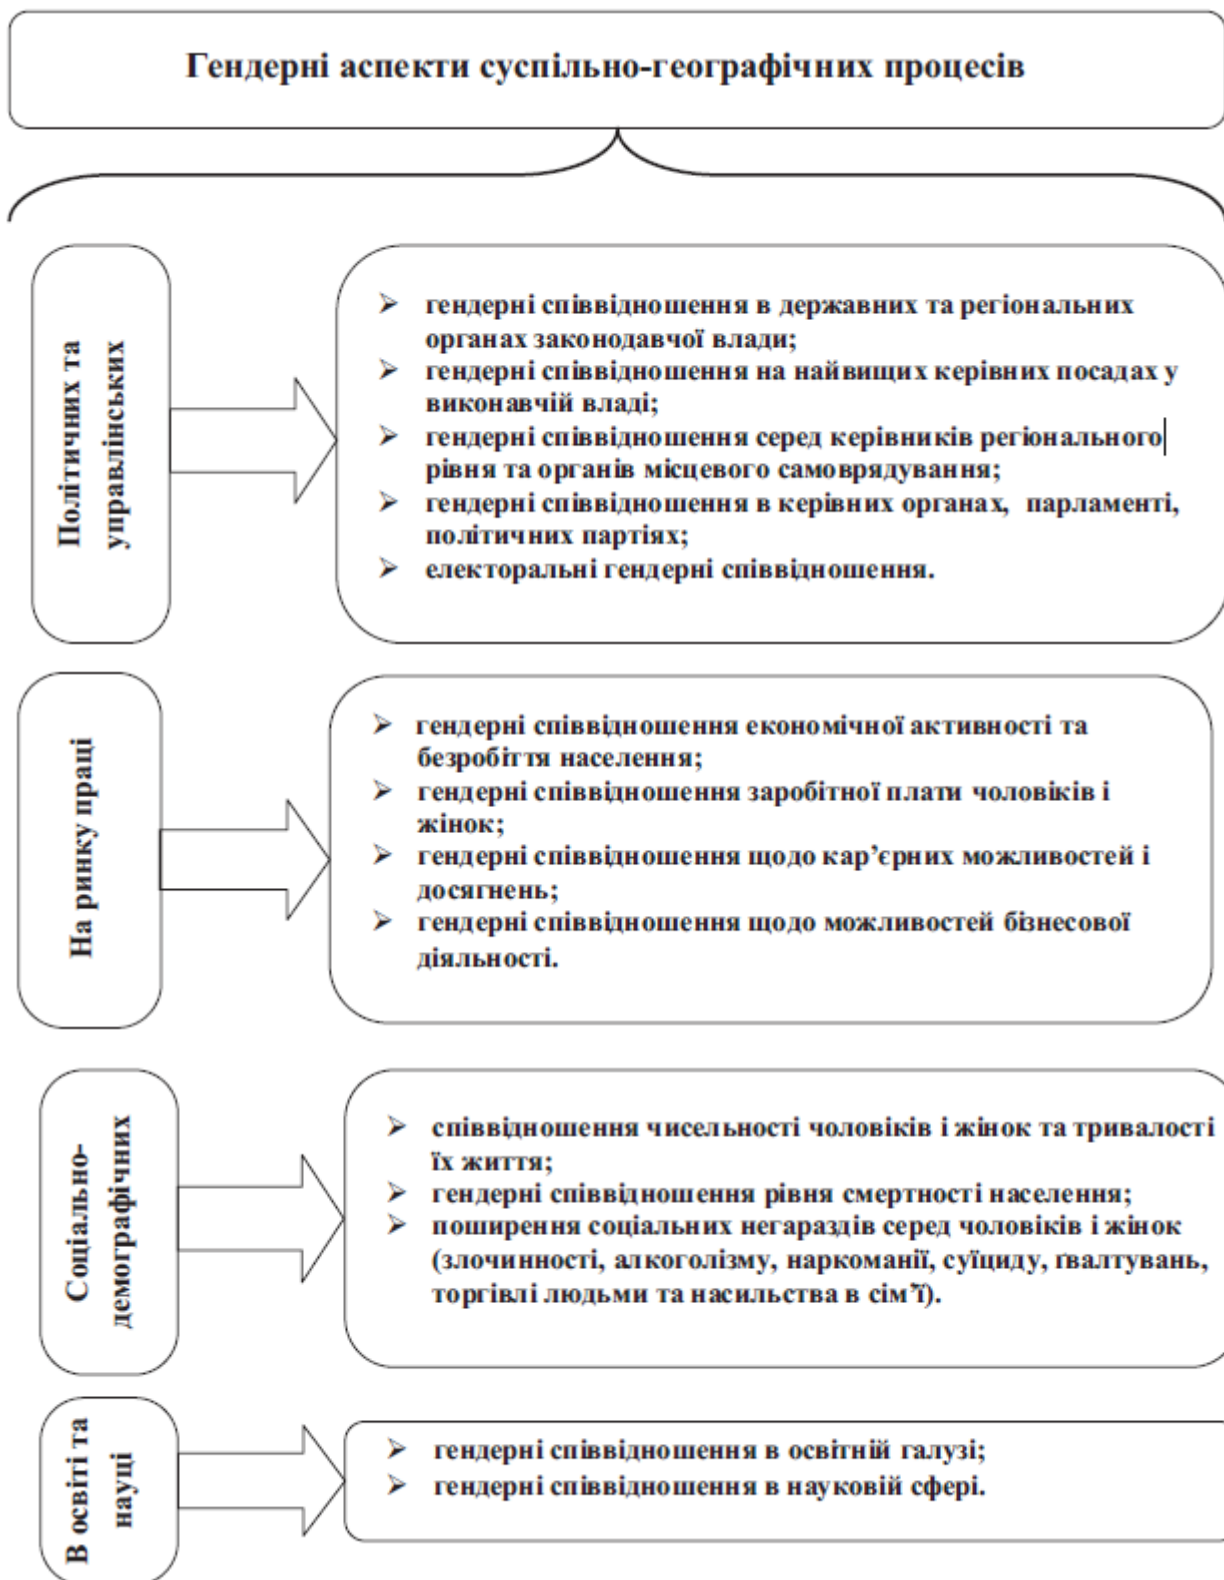 Гендерні аспекти суспільно-географічних процесів
Політичних та
управлінських
➢ гендерні співвідношення в державних та регіональних
органах законодавчої влади;
➢ гендерні співвідношення на найвищих керівних посадах у
виконавчій владі;
➢ гендерні співвідношення серед керівників регіонального
рівня та органів місцевого самоврядування;
➢ гендерні співвідношення в керівних органах, парламенті,
політичних партіях;
➢ електоральні гендерні співвідношення.
На ринку праці
➢ гендерні співвідношення економічної активності та
безробіття населення;
➢ гендерні співвідношення заробітної плати чоловіків і
жінок;
➢ гендерні співвідношення щодо кар’єрних можливостей і
досягнень;
➢ гендерні співвідношення щодо можливостей бізнесової
діяльності.
Соціально-
демографічних
➢ співвідношення чисельності чоловіків і жінок та тривалості
їх життя;
➢ гендерні співвідношення рівня смертності населення;
➢ поширення соціальних негараздів серед чоловіків і жінок
(злочинності, алкоголізму, наркоманії, суїциду, ґвалтувань,
торгівлі людьми та насильства в сім’ї).
В освіті та
науці
➢ гендерні співвідношення в освітній галузі;
➢ гендерні співвідношення в науковій сфері.